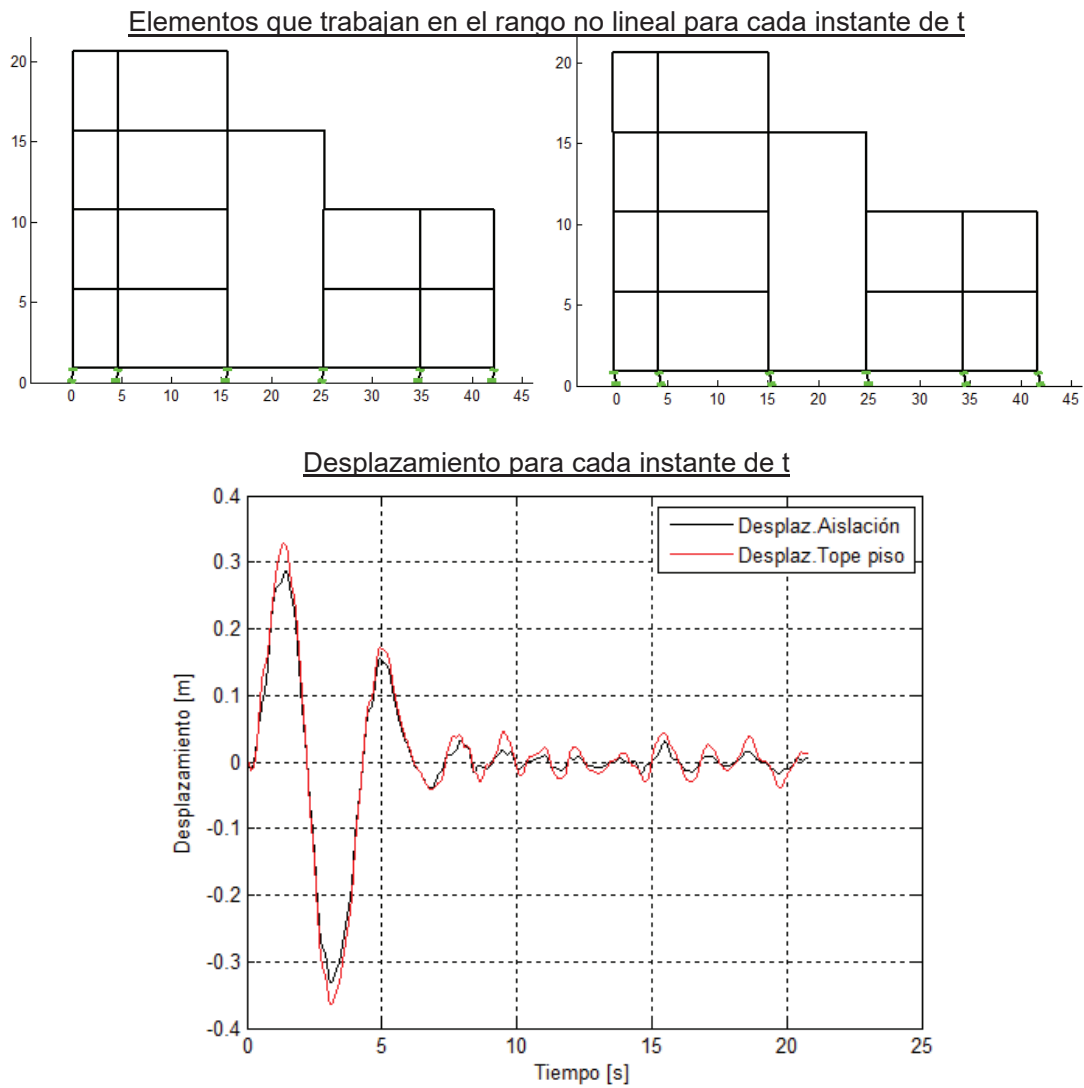 Elementos que trabajan en el rango no lineal para cada instante de t
20
15
10
5
0
0 5 10 15 20 25 30 35 40 45
20
15
10
5
0
0 5 10 15 20 25 30 35 40 45
Desplazamiento para cada instante de t
Desplazamiento [m]
0.4
0.3
0.2
0.1
0
-0.1
-0.2
-0.3
-0.4
Desplaz.Aislación
Desplaz.Tope piso
0 5 10 15 20 25
Tiempo [s]